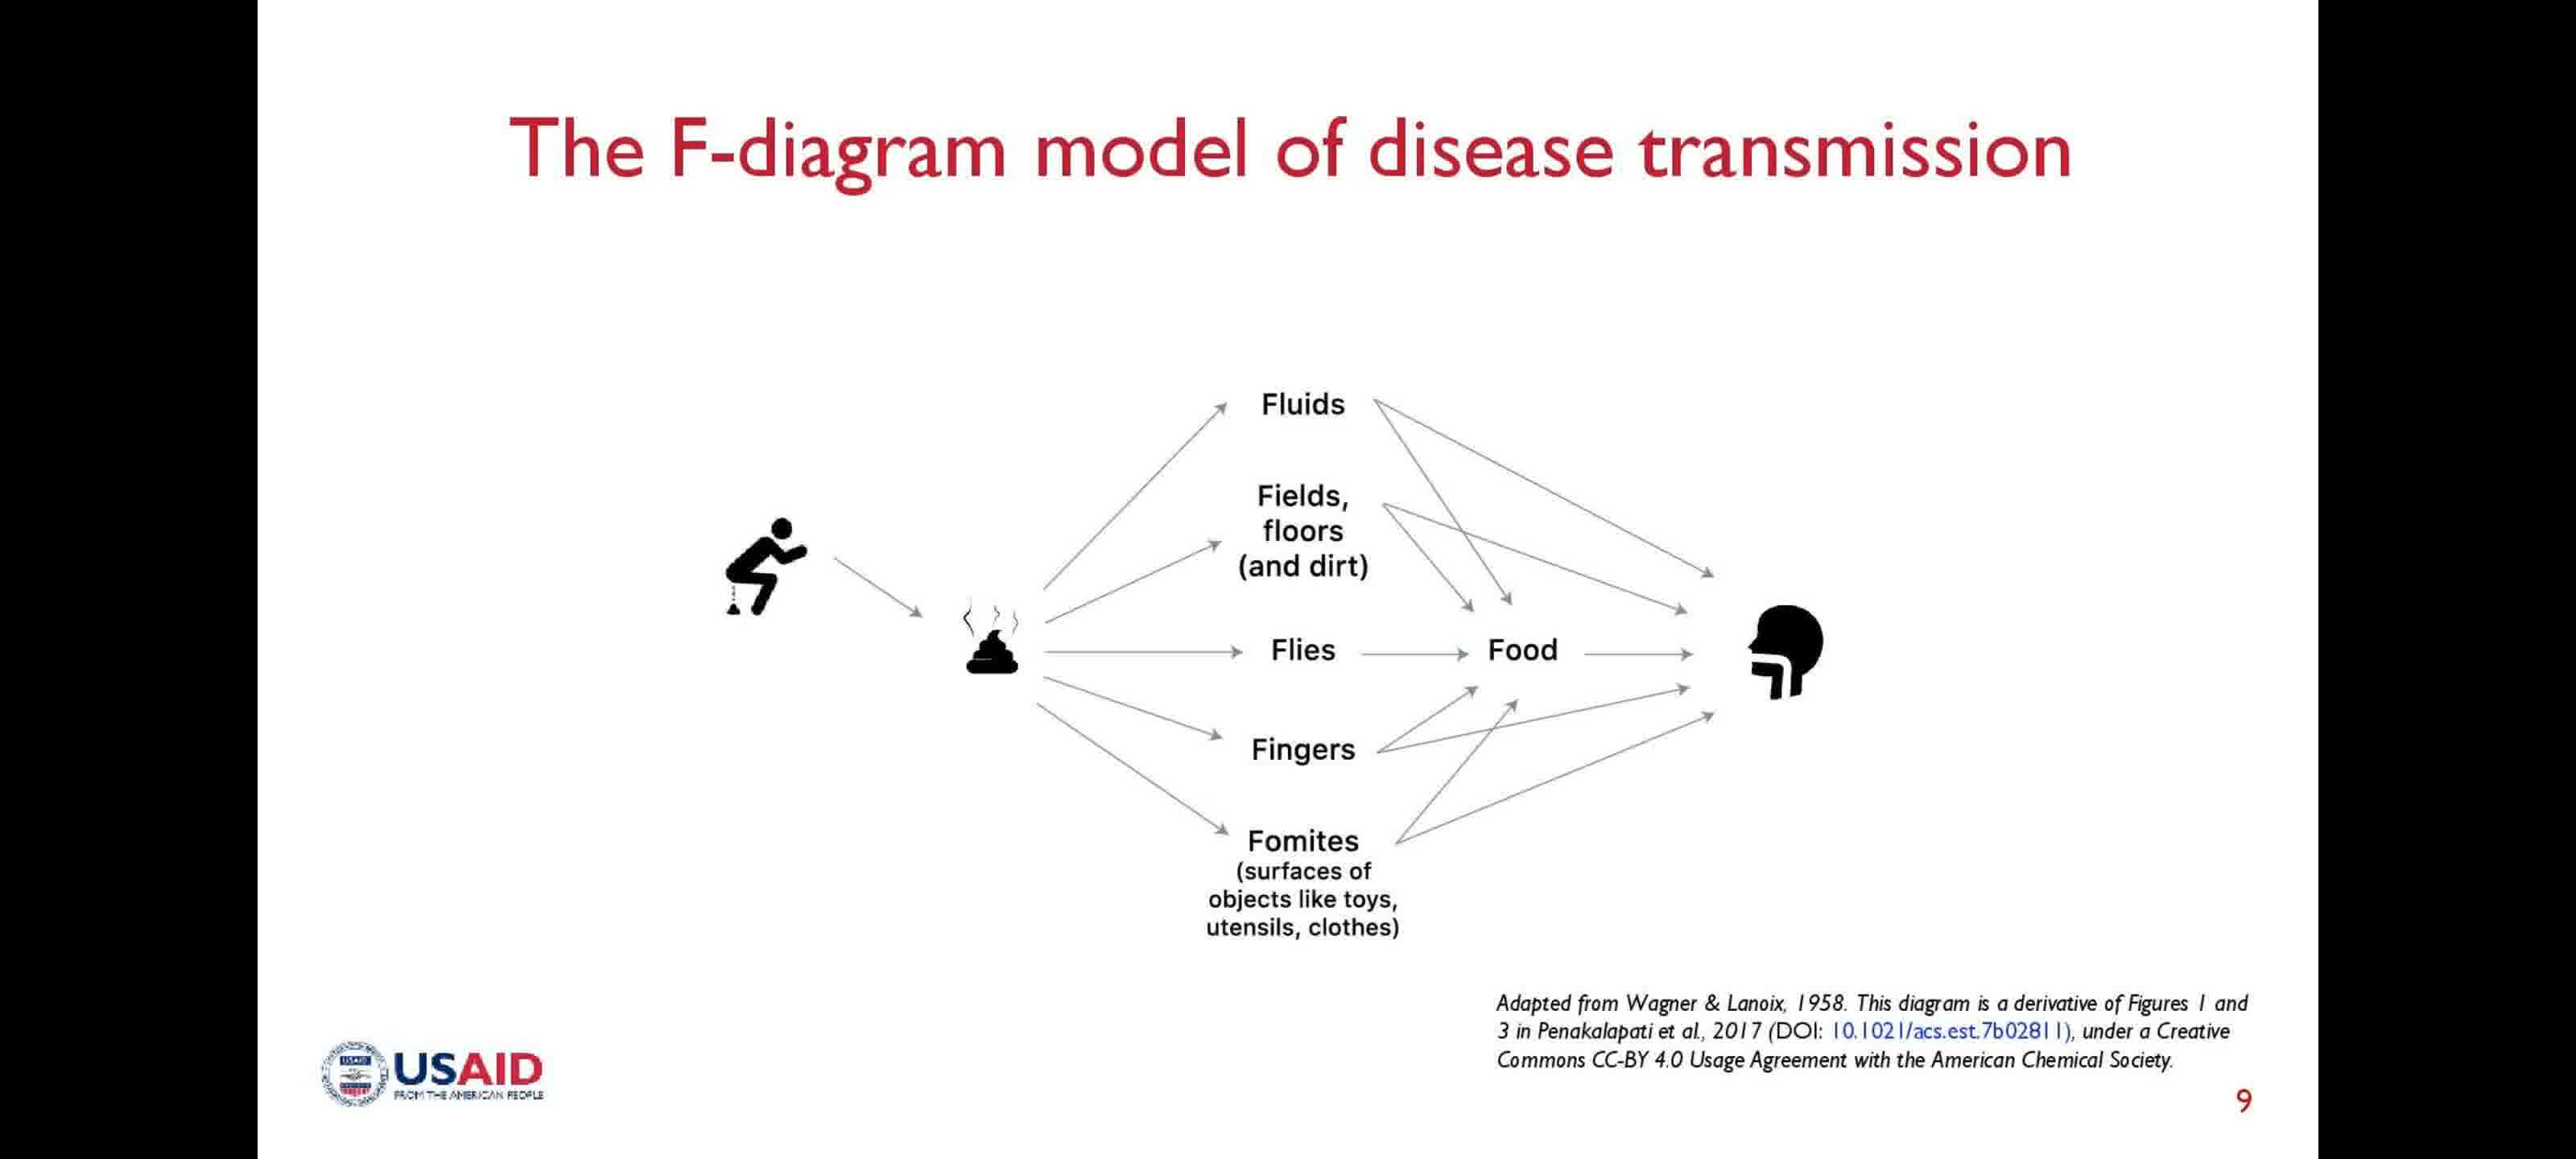 The F-diagram model of disease transmission
Fluids
Fields,
floors
(and dirt)
Flies
Food
Fingers
Fomites
(surfaces of
objects like toys,
utensils, clothes)
Adapted from Wagner & Lanoix, 1958. This diagram is a derivative of Figures 1 and
3 in Penakalapati et al., 2017 (DOI: 10.1021/acs.est.7b02811), under a Creative
Commons CC-BY 4.0 Usage Agreement with the American Chemical Society.
USAID
USAID
FROM THE AMERICAN PEOPLE
9